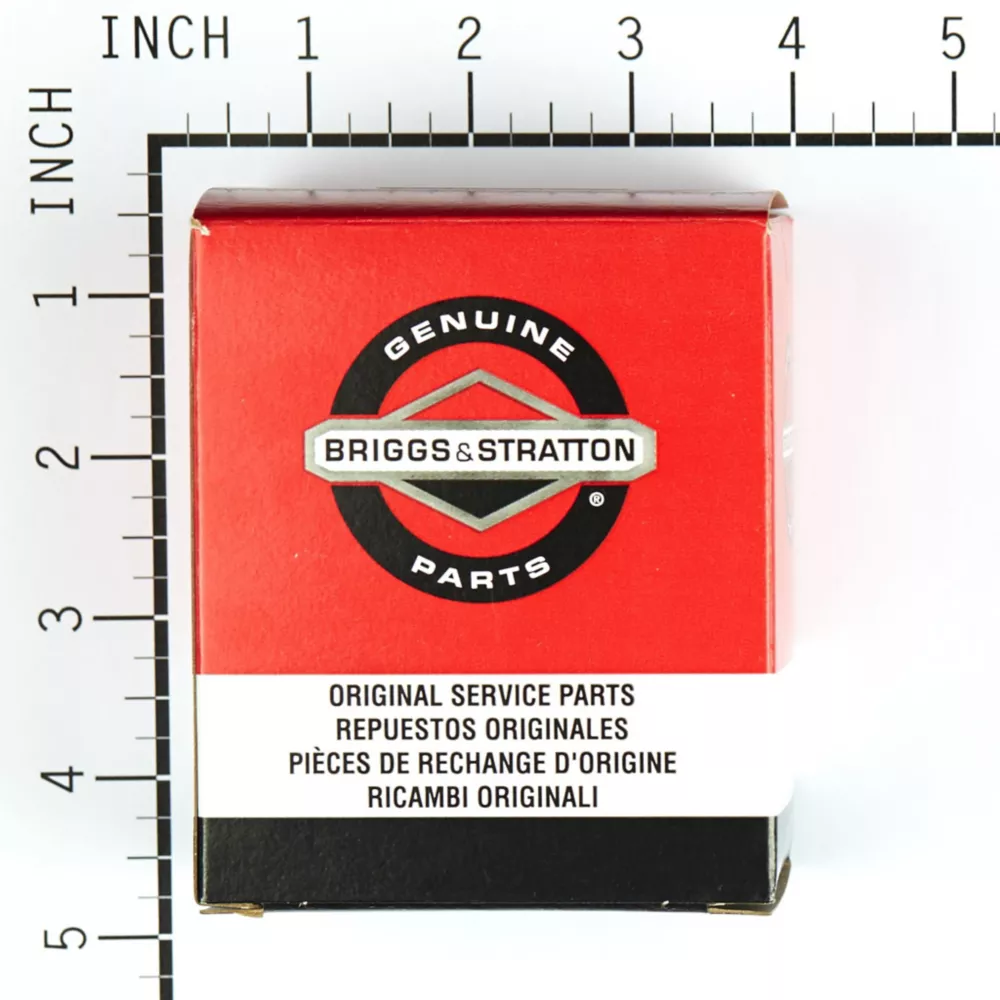 INCH 1 2 3 4 5
INCH
1
2
3
4
5
GENUINE
BRIGGS&STRATTON
®
PARTS
ORIGINAL SERVICE PARTS
REPUESTOS ORIGINALES
PIÈCES DE RECHANGE D'ORIGINE
RICAMBI ORIGINALI